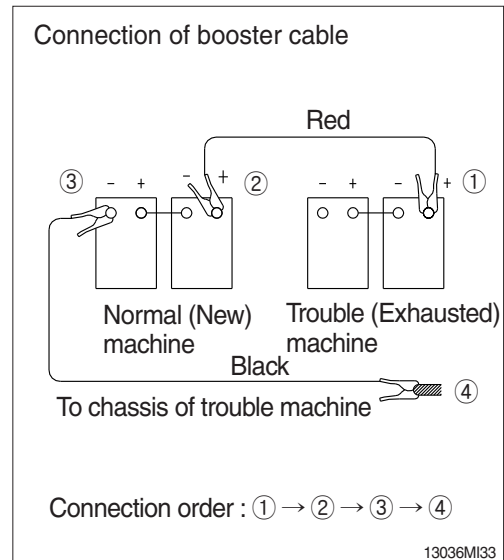 Connection of booster cable
Red
③ - + - + ② - + - + ①
Normal (New)
machine
Trouble (Exhausted)
machine
Black
To chassis of trouble machine ④
Connection order : ① → ② → ③ → ④
13036MI33